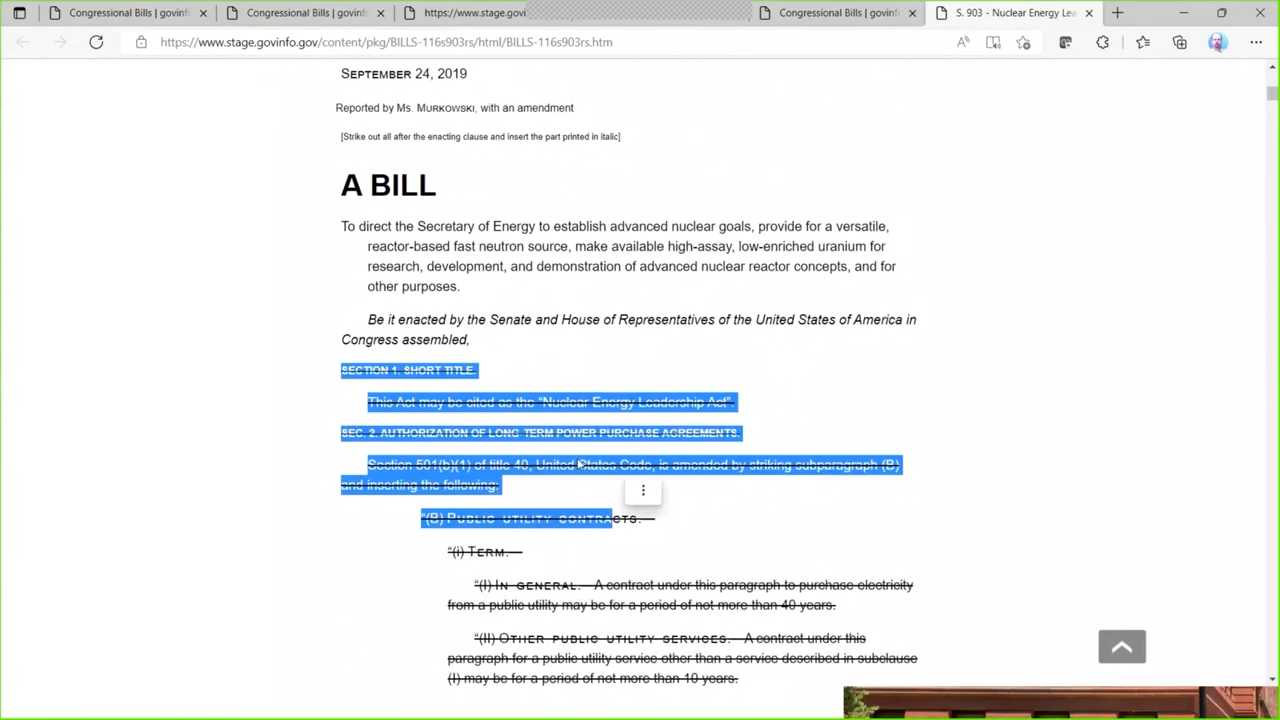 Congressional Bills | govinfo
Congressional Bills | govinf
https://www.stage.govi
Congressional Bills | govinf
S. 903 - Nuclear Energy Lea
https://www.stage.govinfo.gov/content/pkg/BILLS-116s903rs/html/BILLS-116s903rs.htm
SEPTEMBER 24, 2019
Reported by Ms. MURKOWSKI, with an amendment
[Strike out all after the enacting clause and insert the part printed in italic]
A BILL
To direct the Secretary of Energy to establish advanced nuclear goals, provide for a versatile,
reactor-based fast neutron source, make available high-assay, low-enriched uranium for
research, development, and demonstration of advanced nuclear reactor concepts, and for
other purposes.
Be it enacted by the Senate and House of Representatives of the United States of America in
Congress assembled,
SECTION 1. SHORT TITLE.
This Act may be cited as the “Nuclear Energy Leadership Act”.
SEC. 2. AUTHORIZATION OF LONG-TERM POWER PURCHASE AGREEMENTS.
Section 501(b)(1) of title 40, United States Code, is amended by striking subparagraph (B)
and inserting the following:
“(B) PUBLIC UTILITY CONTRACTS.—
“(i) TERM.—
“(I) IN GENERAL.—A contract under this paragraph to purchase electricity
from a public utility may be for a period of not more than 40 years.
“(II) OTHER PUBLIC UTILITY SERVICES.—A contract under this
paragraph for a public utility service other than a service described in subclause
(I) may be for a period of not more than 10 years.